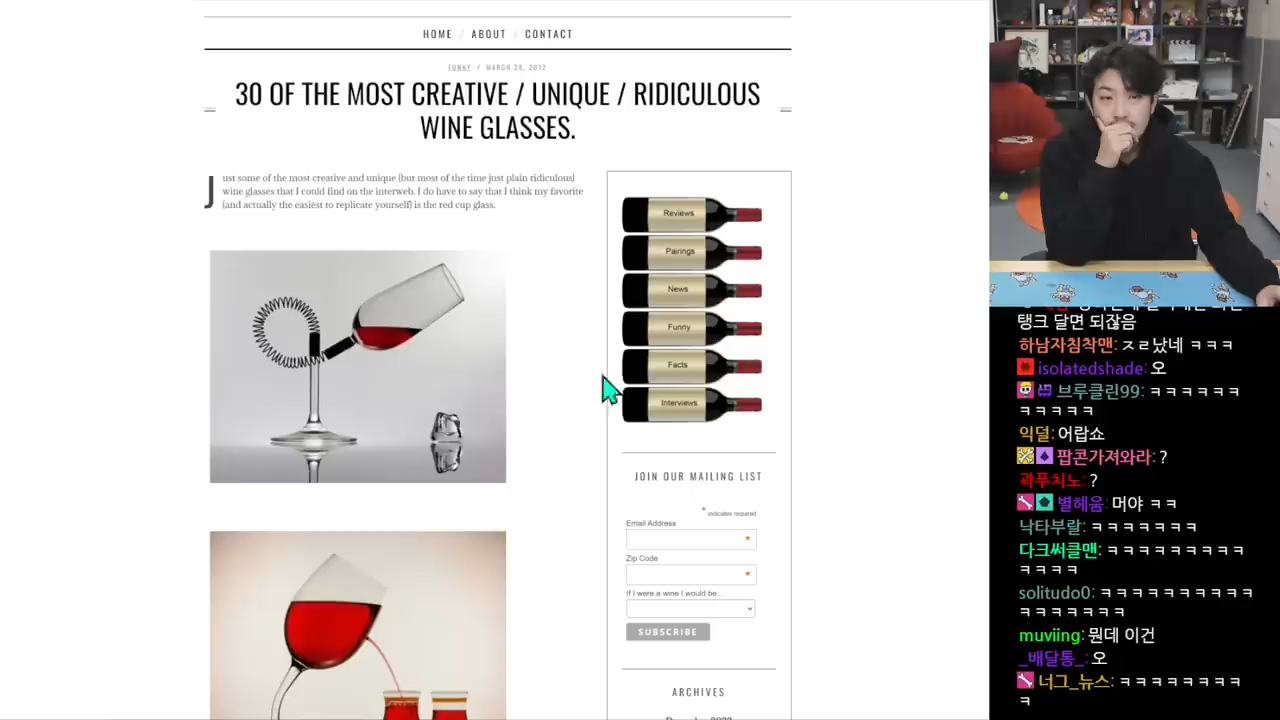 HOME / ABOUT / CONTACT
FUNNY / MARCH 28, 2012
30 OF THE MOST CREATIVE / UNIQUE / RIDICULOUS
WINE GLASSES.
Just some of the most creative and unique (but most of the time just plain ridiculous)
wine glasses that I could find on the interweb. I do have to say that I think my favorite
(and actually the easiest to replicate yourself) is the red cup glass.
Reviews
Pairings
News
Funny
Facts
Interviews
JOIN OUR MAILING LIST
* indicates required
Email Address
*
Zip Code
*
If I were a wine I would be...
SUBSCRIBE
ARCHIVES
탱크 달면 되잖음
하남자침착맨: ㅈㄹ났네 ㅋㅋㅋ
isolatedshade: 오
브루클린99: ㅋㅋㅋㅋㅋㅋ
ㅋㅋㅋㅋㅋ
익덜: 어랍쇼
팝콘가져와라: ?
곽푸치노: ?
별헤움: 머야 ㅋㅋ
낙타부랄: ㅋㅋㅋㅋㅋㅋㅋ
다크써클맨: ㅋㅋㅋㅋㅋㅋㅋㅋㅋ
ㅋㅋㅋㅋ
solitudo0: ㅋㅋㅋㅋㅋㅋㅋㅋㅋㅋ
ㅋㅋㅋㅋㅋㅋㅋ
muviing: 뭔데 이건
_배달통_: 오
너그_뉴스: ㅋㅋㅋㅋㅋㅋㅋㅋ
ㅋ